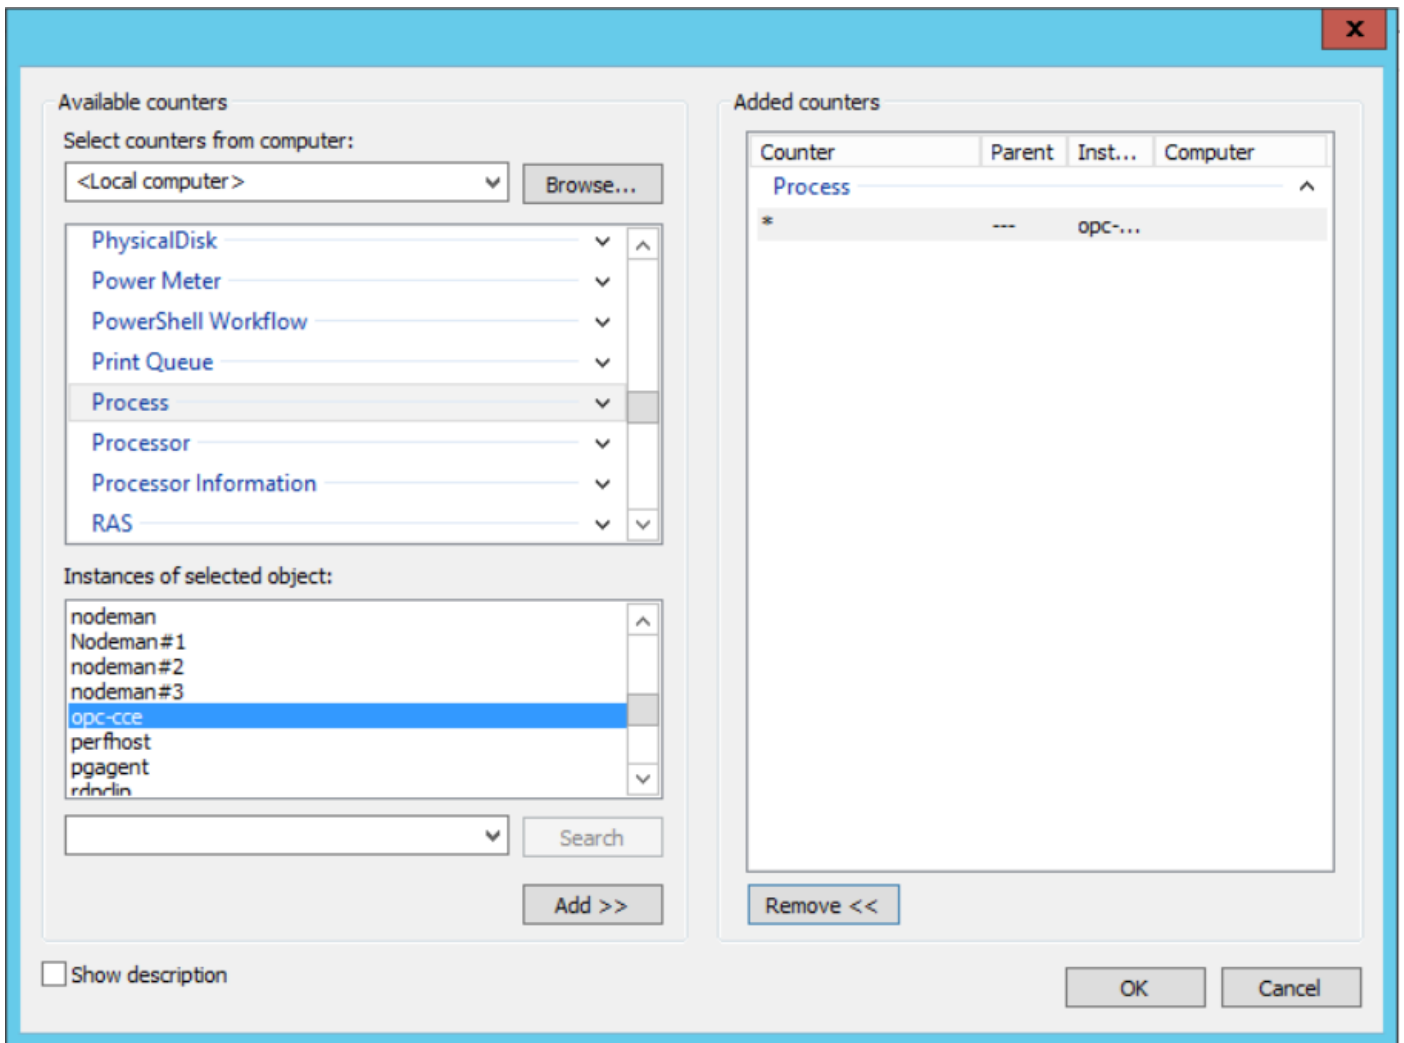 X
Available counters
Select counters from computer:
<Local computer>
Browse...
PhysicalDisk
Power Meter
PowerShell Workflow
Print Queue
Process
Processor
Processor Information
RAS
Instances of selected object:
nodeman
Nodeman#1
nodeman#2
nodeman#3
opc-cce
perfhost
pgagent
rdpclip
Search
Add >>
Show description
Added counters
Counter Parent Inst... Computer
Process
* --- opc-...
Remove <<
OK Cancel